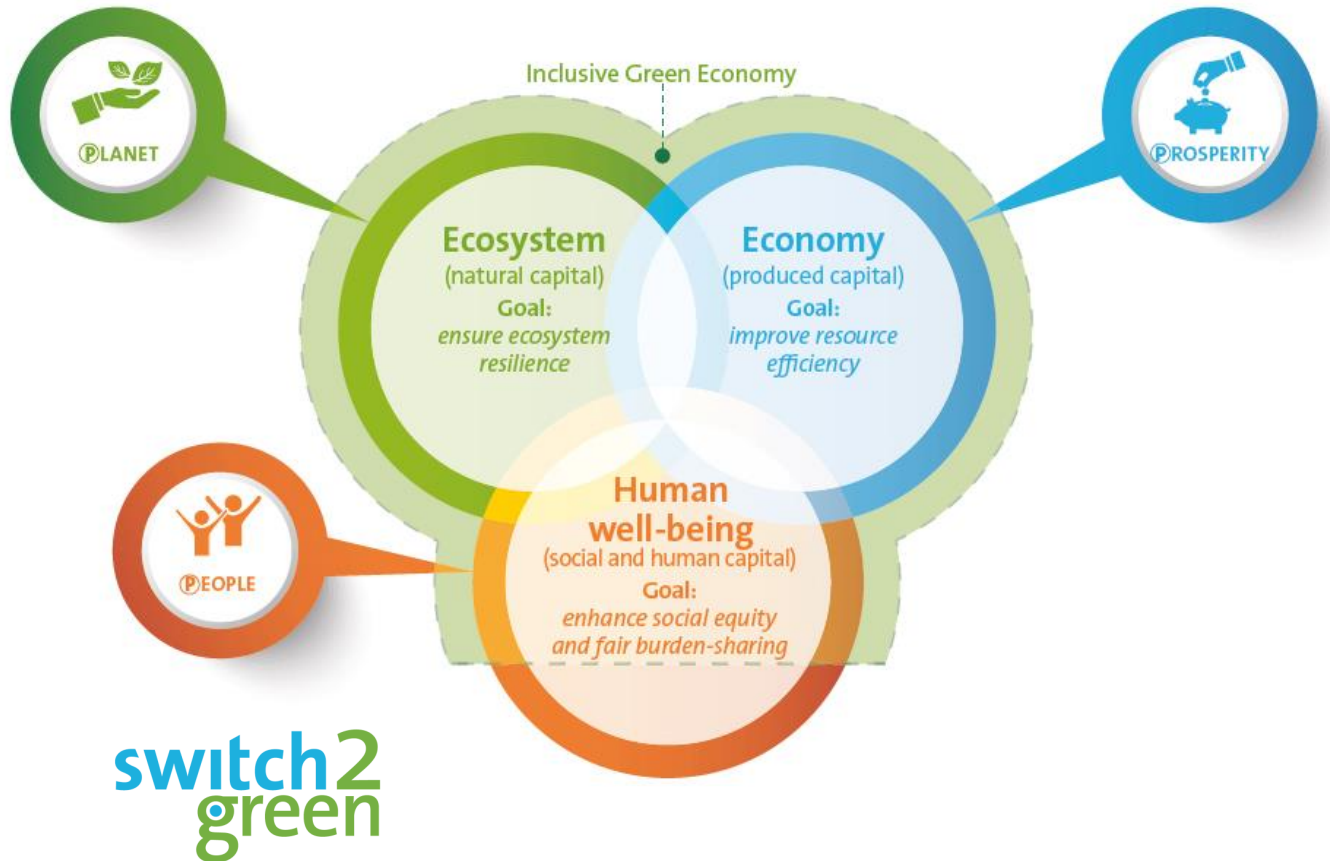 Inclusive Green Economy
PLANET
PROSPERITY
Ecosystem
(natural capital)
Goal:
ensure ecosystem
resilience
Economy
(produced capital)
Goal:
improve resource
efficiency
PEOPLE
Human
well-being
(social and human capital)
Goal:
enhance social equity
and fair burden-sharing
switch2
green